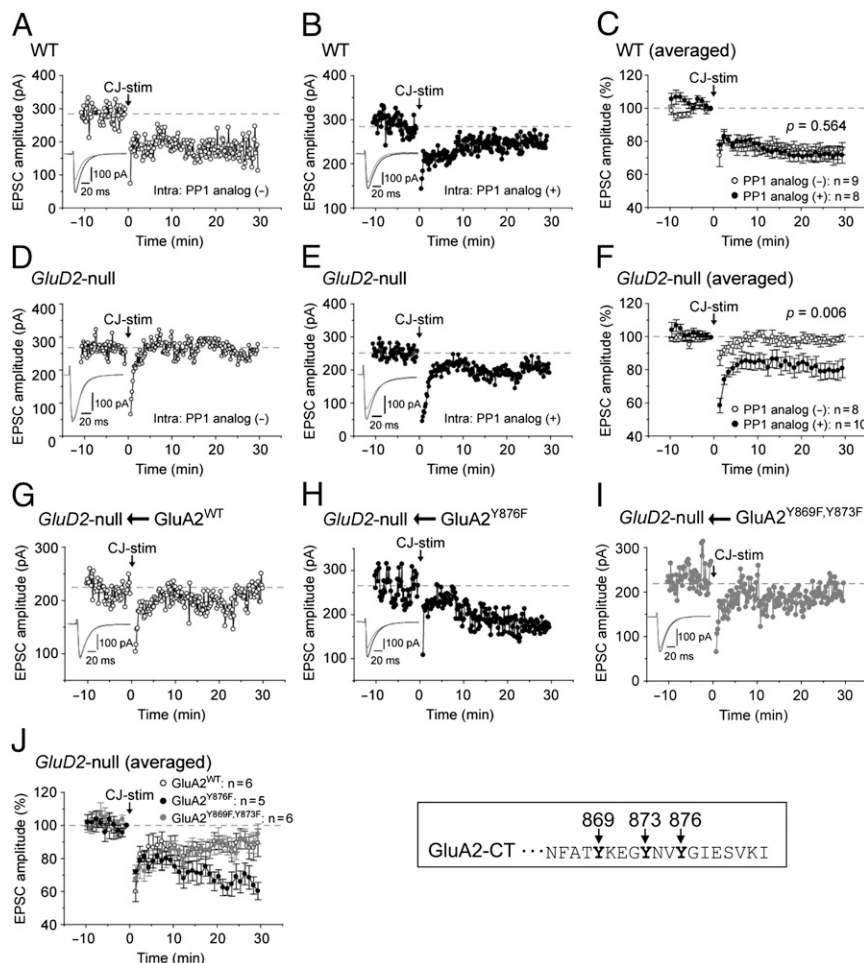 A
WT
EPSC amplitude (pA)
400
300
200
100
0
CJ-stim
100 pA
20 ms
Intra: PP1 analog (−)
−10 0 10 20 30
Time (min)
B
WT
EPSC amplitude (pA)
400
300
200
100
0
CJ-stim
100 pA
20 ms
Intra: PP1 analog (+)
−10 0 10 20 30
Time (min)
C
WT (averaged)
EPSC amplitude (%)
120
100
80
60
40
CJ-stim
p = 0.564
PP1 analog (−): n=9
PP1 analog (+): n=8
−10 0 10 20 30
Time (min)
D
GluD2-null
EPSC amplitude (pA)
400
300
200
100
0
CJ-stim
100 pA
20 ms
Intra: PP1 analog (−)
−10 0 10 20 30
Time (min)
E
GluD2-null
EPSC amplitude (pA)
400
300
200
100
0
CJ-stim
100 pA
20 ms
Intra: PP1 analog (+)
−10 0 10 20 30
Time (min)
F
GluD2-null (averaged)
EPSC amplitude (%)
120
100
80
60
40
CJ-stim
p = 0.006
PP1 analog (−): n=8
PP1 analog (+): n=10
−10 0 10 20 30
Time (min)
G
GluD2-null ← GluA2WT
EPSC amplitude (pA)
300
200
100
CJ-stim
100 pA
20 ms
−10 0 10 20 30
Time (min)
H
GluD2-null ← GluA2Y876F
EPSC amplitude (pA)
300
200
100
CJ-stim
100 pA
20 ms
−10 0 10 20 30
Time (min)
I
GluD2-null ← GluA2Y869F,Y873F
EPSC amplitude (pA)
300
200
100
0
CJ-stim
100 pA
20 ms
−10 0 10 20 30
Time (min)
J
GluD2-null (averaged)
EPSC amplitude (%)
120
100
80
60
40
CJ-stim
GluA2WT: n=6
GluA2Y876F: n=5
GluA2Y869F,Y873F: n=6
−10 0 10 20 30
Time (min)
869 873 876
GluA2-CT ···NFATYKEGYNVYGIESVKI